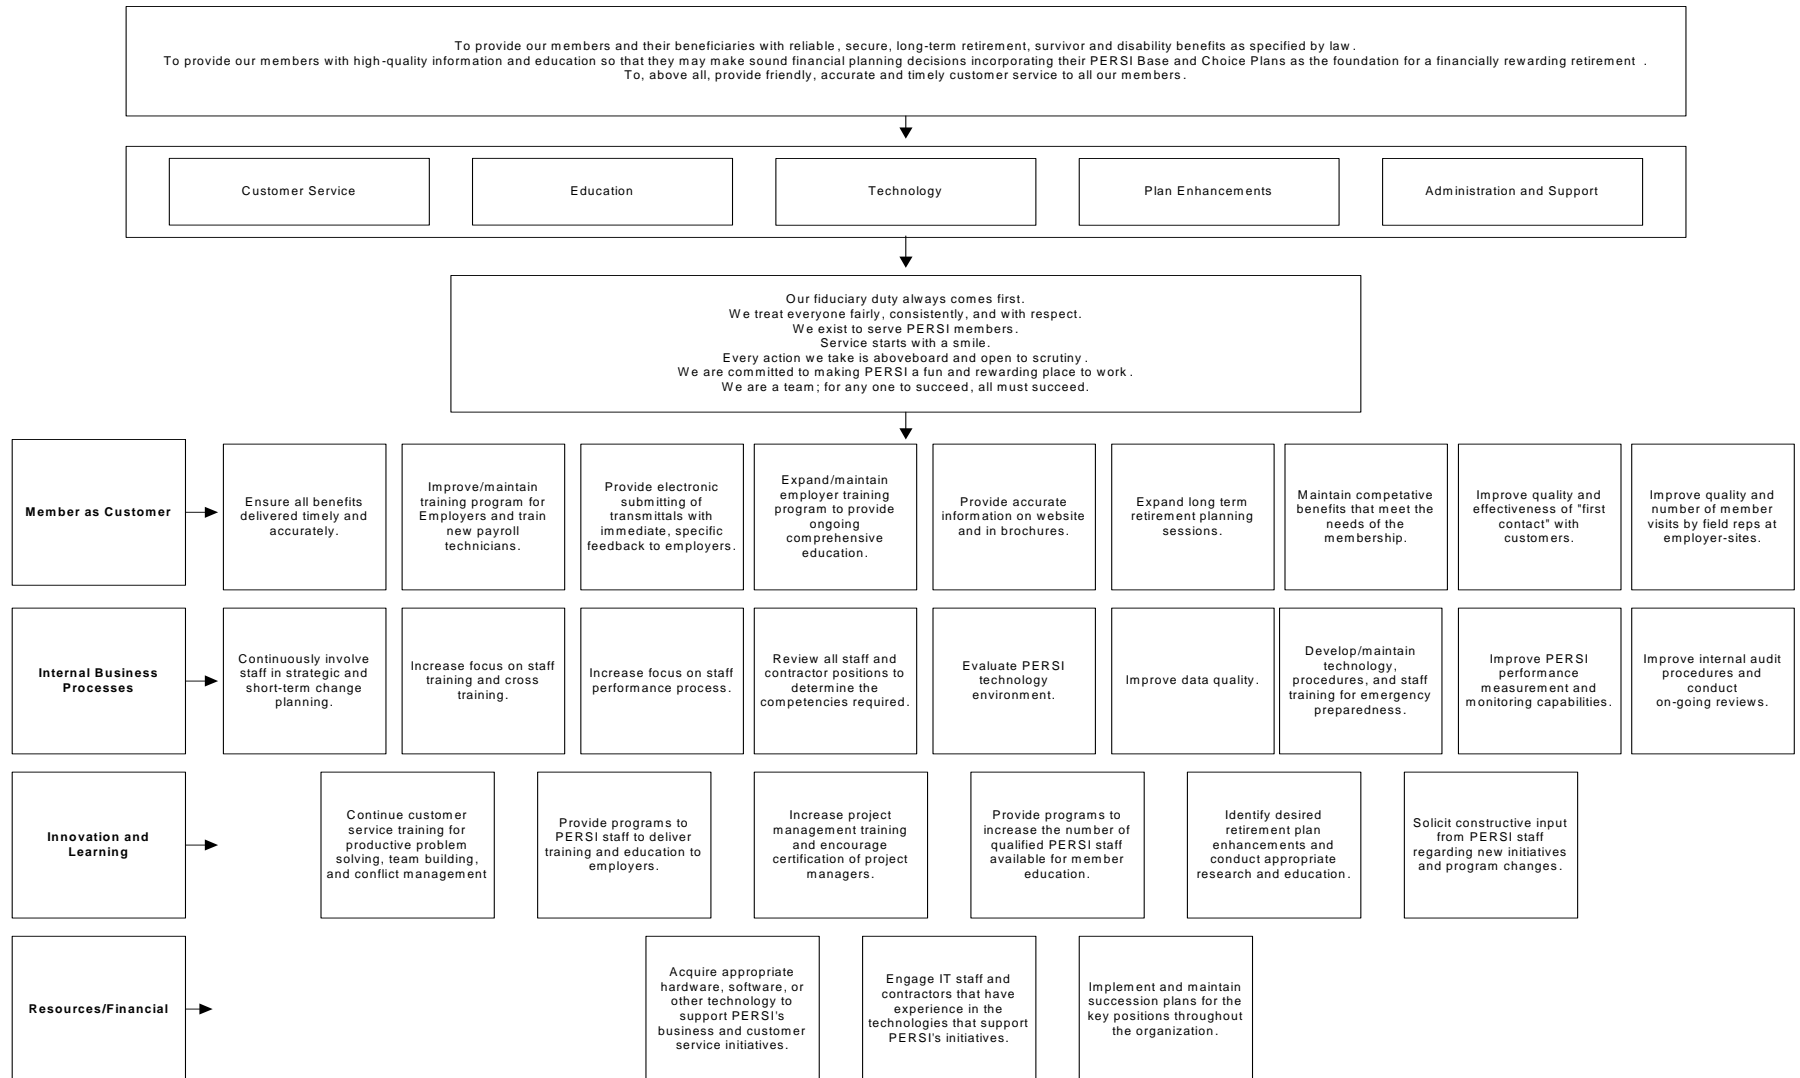 To provide our members and their beneficiaries with reliable, secure, long-term retirement, survivor and disability benefits as specified by law.
To provide our members with high-quality information and education so that they may make sound financial planning decisions incorporating their PERSI Base and Choice Plans as the foundation for a financially rewarding retirement .
To, above all, provide friendly, accurate and timely customer service to all our members.
Customer Service
Education
Technology
Plan Enhancements
Administration and Support
Our fiduciary duty always comes first.
We treat everyone fairly, consistently, and with respect.
We exist to serve PERSI members.
Service starts with a smile.
Every action we take is aboveboard and open to scrutiny.
We are committed to making PERSI a fun and rewarding place to work.
We are a team; for any one to succeed, all must succeed.
Member as Customer
Ensure all benefits
delivered timely and
accurately.
Improve/maintain
training program for
Employers and train
new payroll
technicians.
Provide electronic
submitting of
transmittals with
immediate, specific
feedback to employers.
Expand/maintain
employer training
program to provide
ongoing
comprehensive
education.
Provide accurate
information on website
and in brochures.
Expand long term
retirement planning
sessions.
Maintain competative
benefits that meet the
needs of the
membership.
Improve quality and
effectiveness of "first
contact" with
customers.
Improve quality and
number of member
visits by field reps at
employer-sites.
Internal Business
Processes
Continuously involve
staff in strategic and
short-term change
planning.
Increase focus on staff
training and cross
training.
Increase focus on staff
performance process.
Review all staff and
contractor positions to
determine the
competencies required.
Evaluate PERSI
technology
environment.
Improve data quality.
Develop/maintain
technology,
procedures, and staff
training for emergency
preparedness.
Improve PERSI
performance
measurement and
monitoring capabilities.
Improve internal audit
procedures and
conduct
on-going reviews.
Innovation and
Learning
Continue customer
service training for
productive problem
solving, team building,
and conflict management
Provide programs to
PERSI staff to deliver
training and education to
employers.
Increase project
management training
and encourage
certification of project
managers.
Provide programs to
increase the number of
qualified PERSI staff
available for member
education.
Identify desired
retirement plan
enhancements and
conduct appropriate
research and education.
Solicit constructive input
from PERSI staff
regarding new initiatives
and program changes.
Resources/Financial
Acquire appropriate
hardware, software, or
other technology to
support PERSI's
business and customer
service initiatives.
Engage IT staff and
contractors that have
experience in the
technologies that support
PERSI's initiatives.
Implement and maintain
succession plans for the
key positions throughout
the organization.